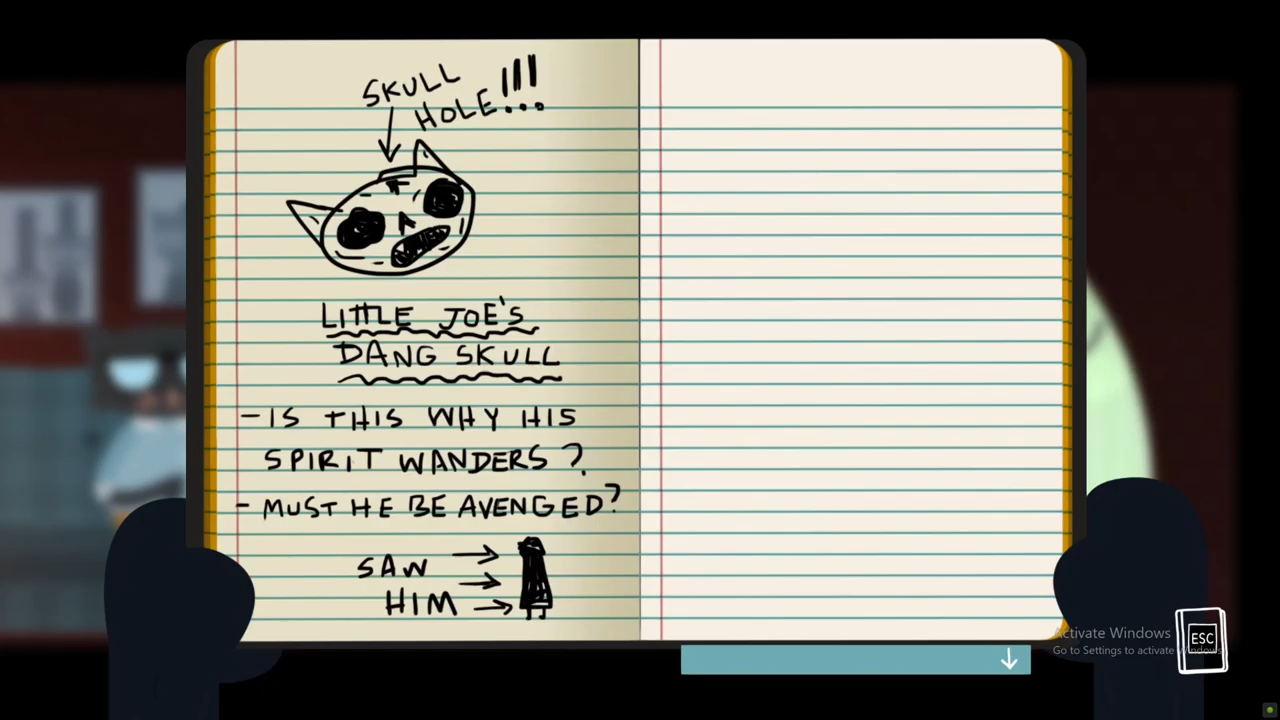 SKULL
HOLE!!!
LITTLE JOE'S
DANG SKULL
- IS THIS WHY HIS
SPIRIT WANDERS?
- MUST HE BE AVENGED?
SAW
HIM
Activate Windows
Go to Settings to activate Windows.
ESC